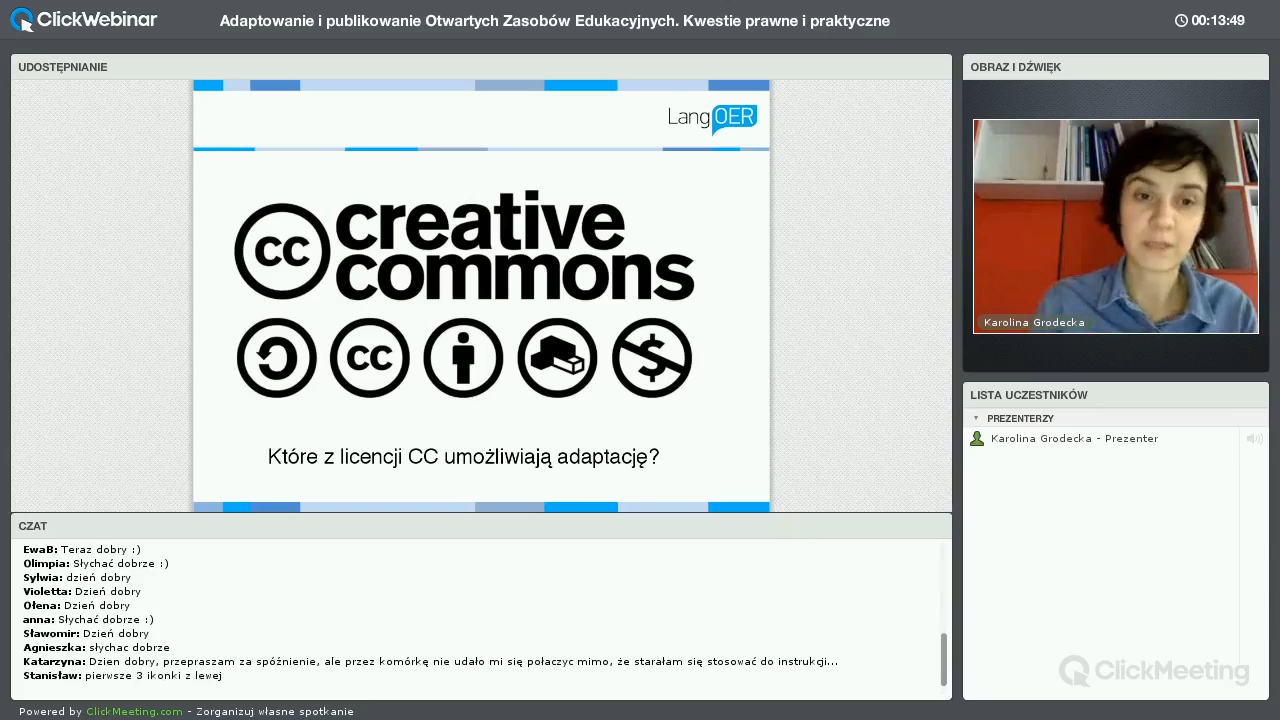 ClickWebinar
Adaptowanie i publikowanie Otwartych Zasobów Edukacyjnych. Kwestie prawne i praktyczne
00:13:49
UDOSTĘPNIANIE
LangOER
creative
commons
cc
cc
$
Które z licencji CC umożliwiają adaptację?
OBRAZ I DŹWIĘK
Karolina Grodecka
LISTA UCZESTNIKÓW
PREZENTERZY
Karolina Grodecka - Prezenter
CZAT
EwaB: Teraz dobry :)
Olimpia: Słychać dobrze :)
Sylwia: dzień dobry
Violetta: Dzień dobry
Ołena: Dzień dobry
anna: Słychać dobrze :)
Sławomir: Dzień dobry
Agnieszka: słychac dobrze
Katarzyna: Dzien dobry, przepraszam za spóźnienie, ale przez komórkę nie udało mi się połaczyc mimo, że starałam się stosować do instrukcji...
Stanisław: pierwsze 3 ikonki z lewej
ClickMeeting
Powered by ClickMeeting.com - Zorganizuj własne spotkanie